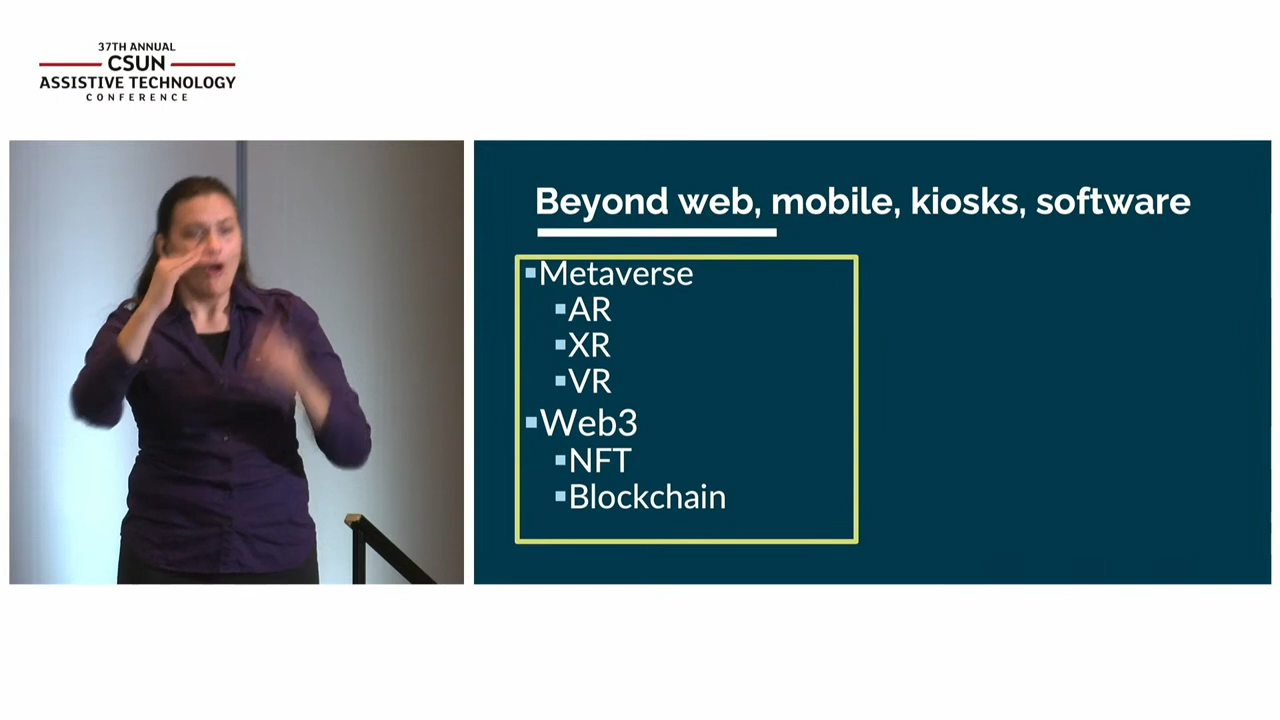 37TH ANNUAL
CSUN
ASSISTIVE TECHNOLOGY
CONFERENCE
Beyond web, mobile, kiosks, software
Metaverse
AR
XR
VR
Web3
NFT
Blockchain